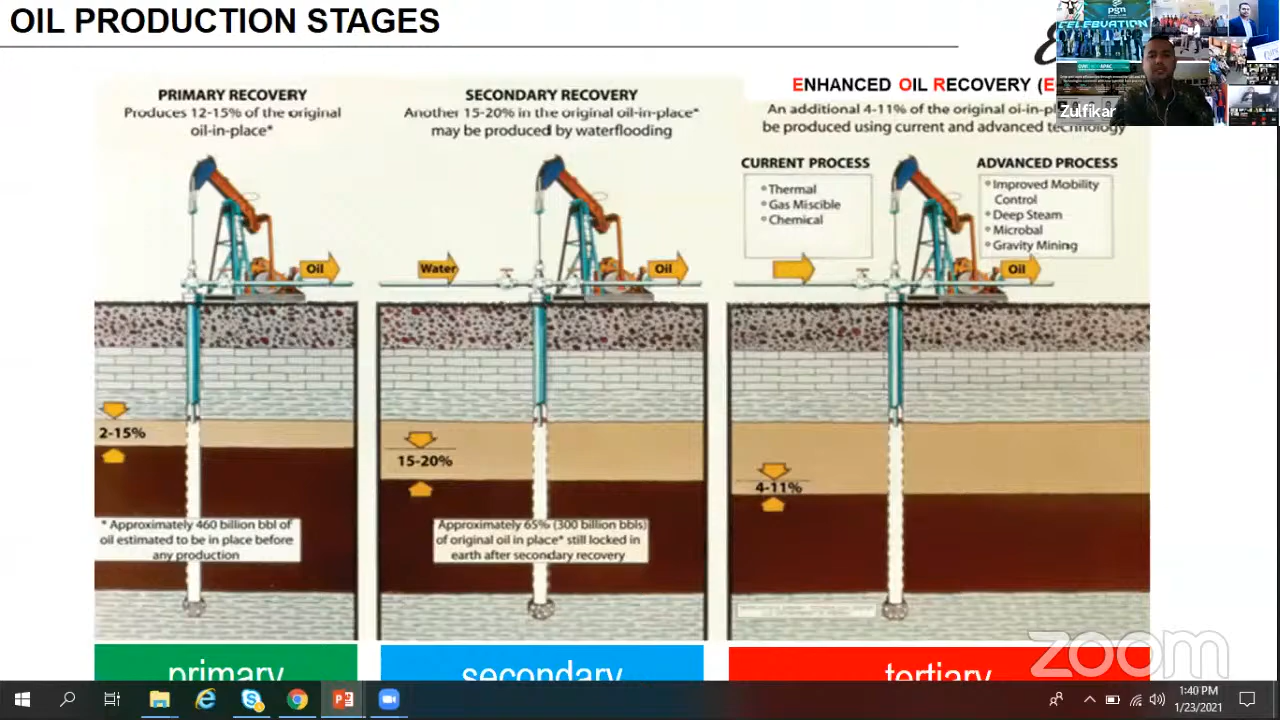 OIL PRODUCTION STAGES
PRIMARY RECOVERY
Produces 12-15% of the original
oil-in-place*
SECONDARY RECOVERY
Another 15-20% in the original oil-in-place*
may be produced by waterflooding
ENHANCED OIL RECOVERY (E
An additional 4-11% of the original oi-in-pl
be produced using current and advanced technology
CURRENT PROCESS
Thermal
Gas Miscible
Chemical
ADVANCED PROCESS
Improved Mobility
Control
Deep Steam
Microbal
Gravity Mining
Oil
Water
Oil
Oil
2-15%
15-20%
4-11%
* Approximately 460 billion bbl of
oil estimated to be in place before
any production
Approximately 65% (300 billion bbls)
of original oil in place* still locked in
earth after secondary recovery
primary
secondary
tertiary
pgn
CELEBVATION
Zulfikar
zoom
1:40 PM
1/23/2021